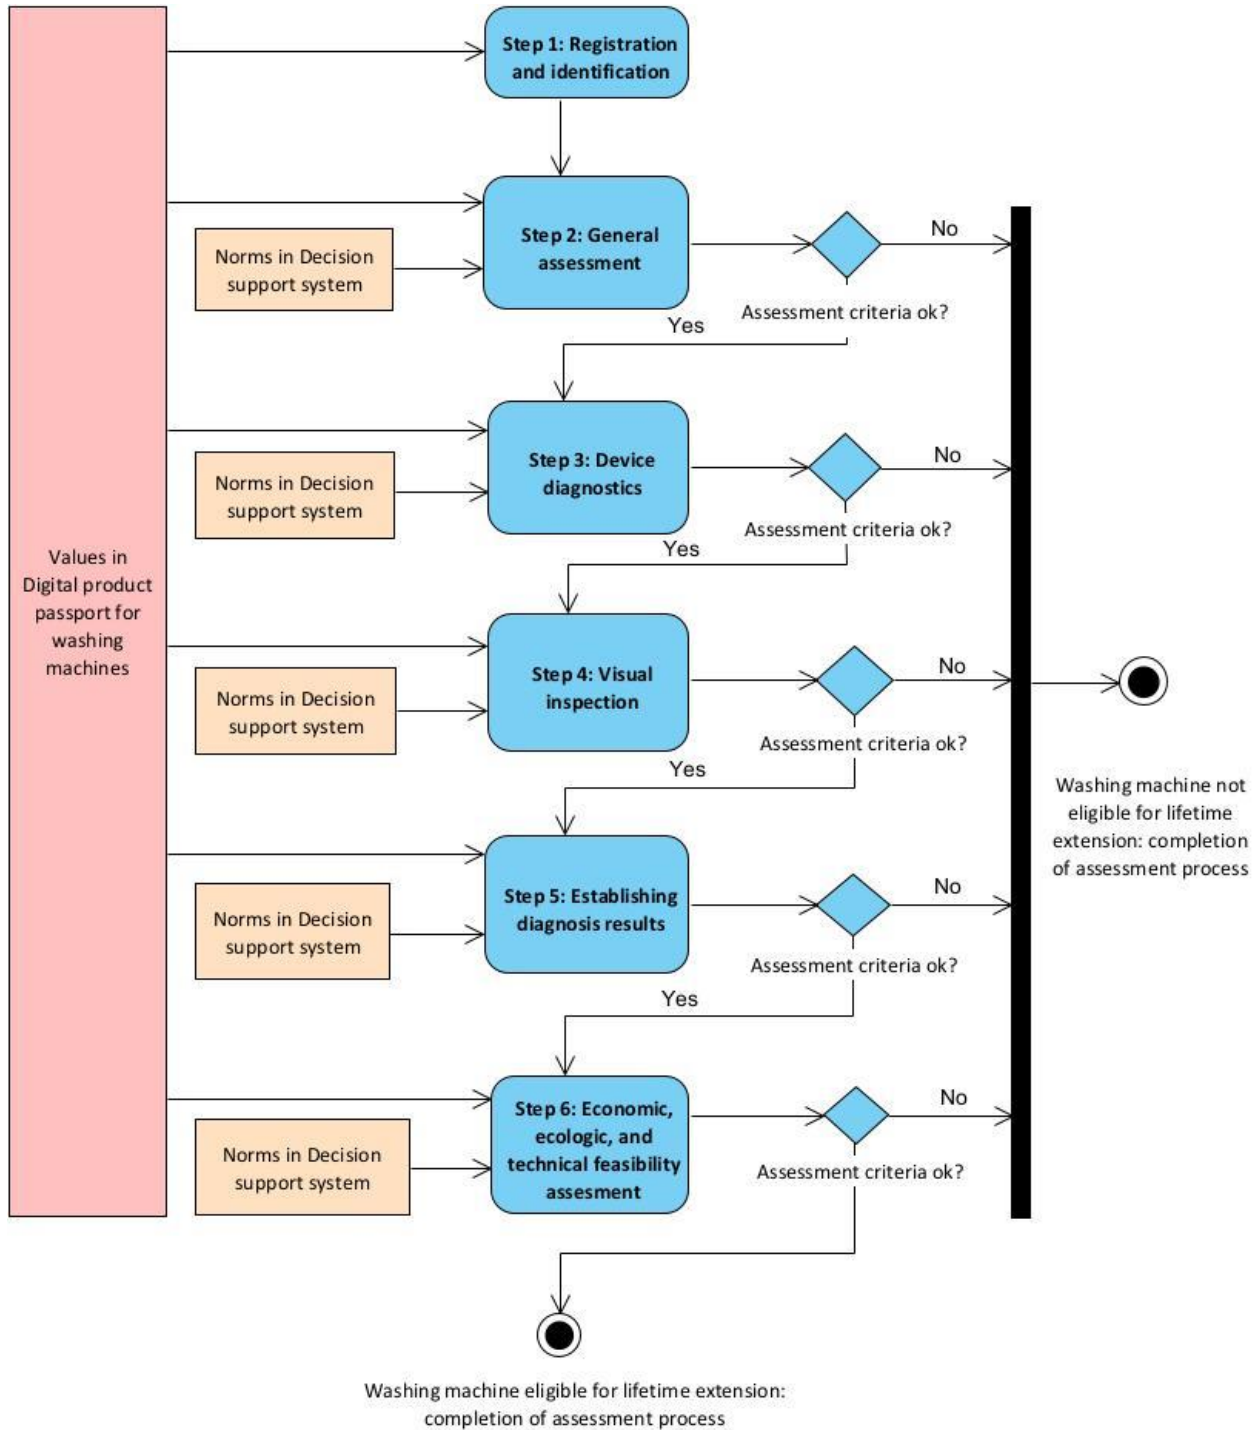 Step 1: Registration
and identification
Step 2: General
assessment
No
Norms in Decision
support system
Assessment criteria ok?
Yes
Step 3: Device
diagnostics
No
Norms in Decision
support system
Assessment criteria ok?
Yes
Values in
Digital product
passport for
washing
machines
Step 4: Visual
inspection
No
Norms in Decision
support system
Assessment criteria ok?
Yes
Washing machine not
eligible for lifetime
extension: completion
of assessment process
Step 5: Establishing
diagnosis results
No
Norms in Decision
support system
Assessment criteria ok?
Yes
Step 6: Economic,
ecologic, and
technical feasibility
assesment
No
Norms in Decision
support system
Assessment criteria ok?
Washing machine eligible for lifetime extension:
completion of assessment process